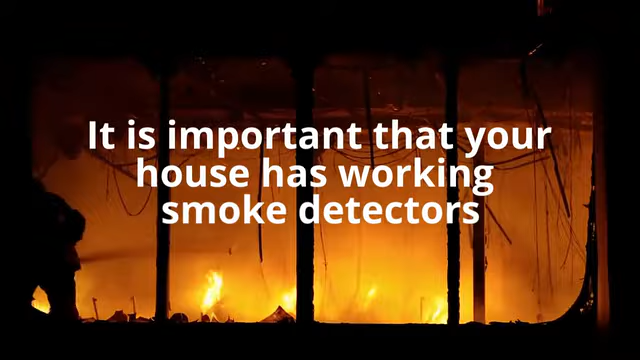 It is important that your
house has working
smoke detectors